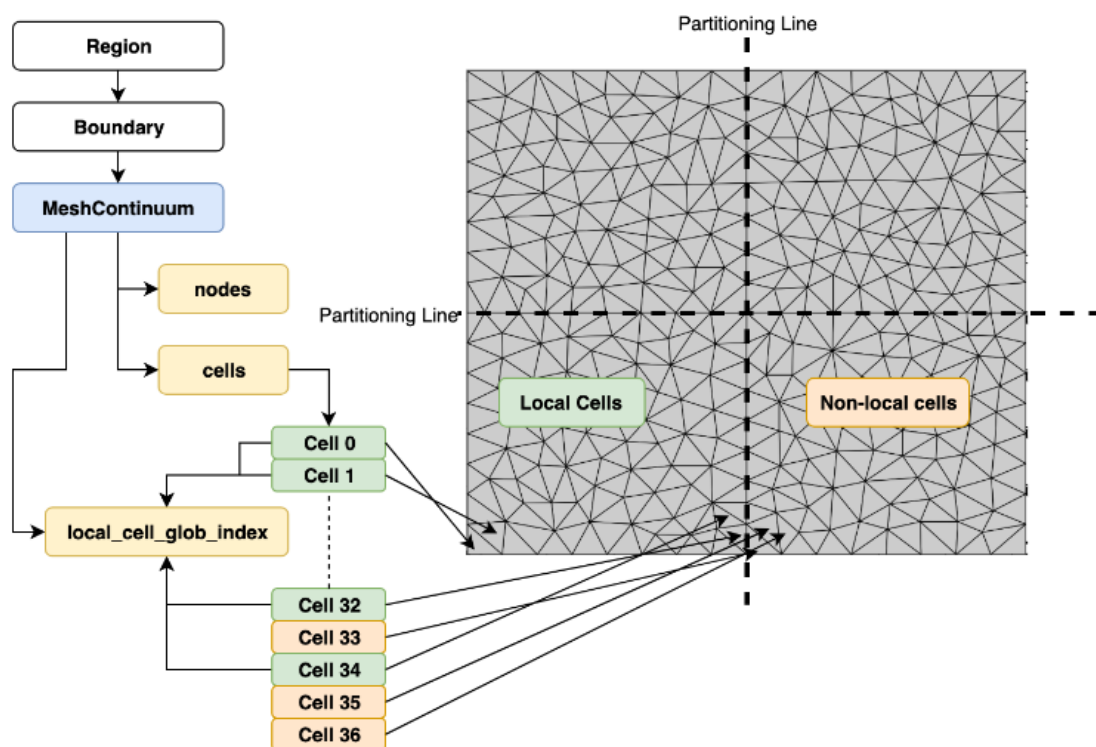 Partitioning Line
Region
Boundary
MeshContinuum
nodes
Partitioning Line
cells
Local Cells
Non-local cells
Cell 0
Cell 1
local_cell_glob_index
Cell 32
Cell 33
Cell 34
Cell 35
Cell 36